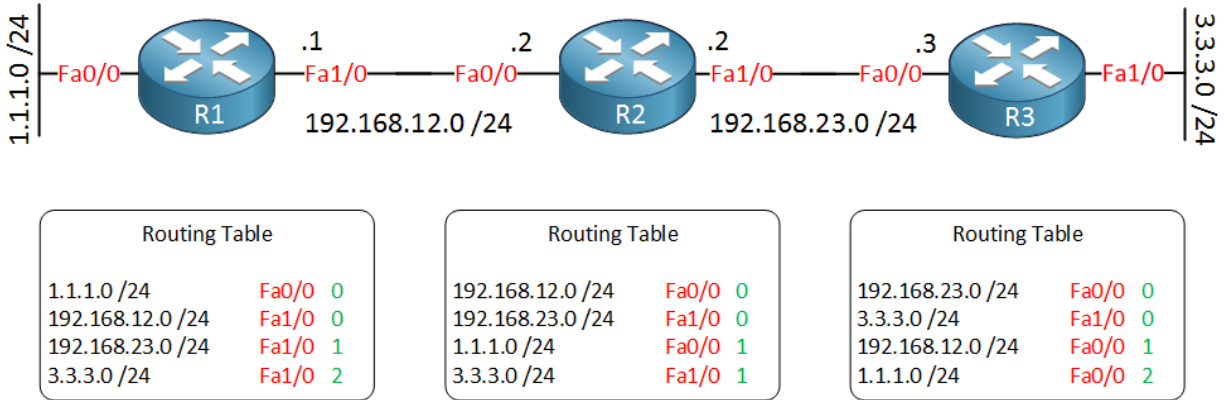 1.1.1.0 /24
Fa0/0
R1
.1
Fa1/0
192.168.12.0 /24
.2
Fa0/0
R2
.2
Fa1/0
192.168.23.0 /24
.3
Fa0/0
R3
Fa1/0
3.3.3.0 /24
Routing Table
1.1.1.0 /24 Fa0/0 0
192.168.12.0 /24 Fa1/0 0
192.168.23.0 /24 Fa1/0 1
3.3.3.0 /24 Fa1/0 2
Routing Table
192.168.12.0 /24 Fa0/0 0
192.168.23.0 /24 Fa1/0 0
1.1.1.0 /24 Fa0/0 1
3.3.3.0 /24 Fa1/0 1
Routing Table
192.168.23.0 /24 Fa0/0 0
3.3.3.0 /24 Fa1/0 0
192.168.12.0 /24 Fa0/0 1
1.1.1.0 /24 Fa0/0 2